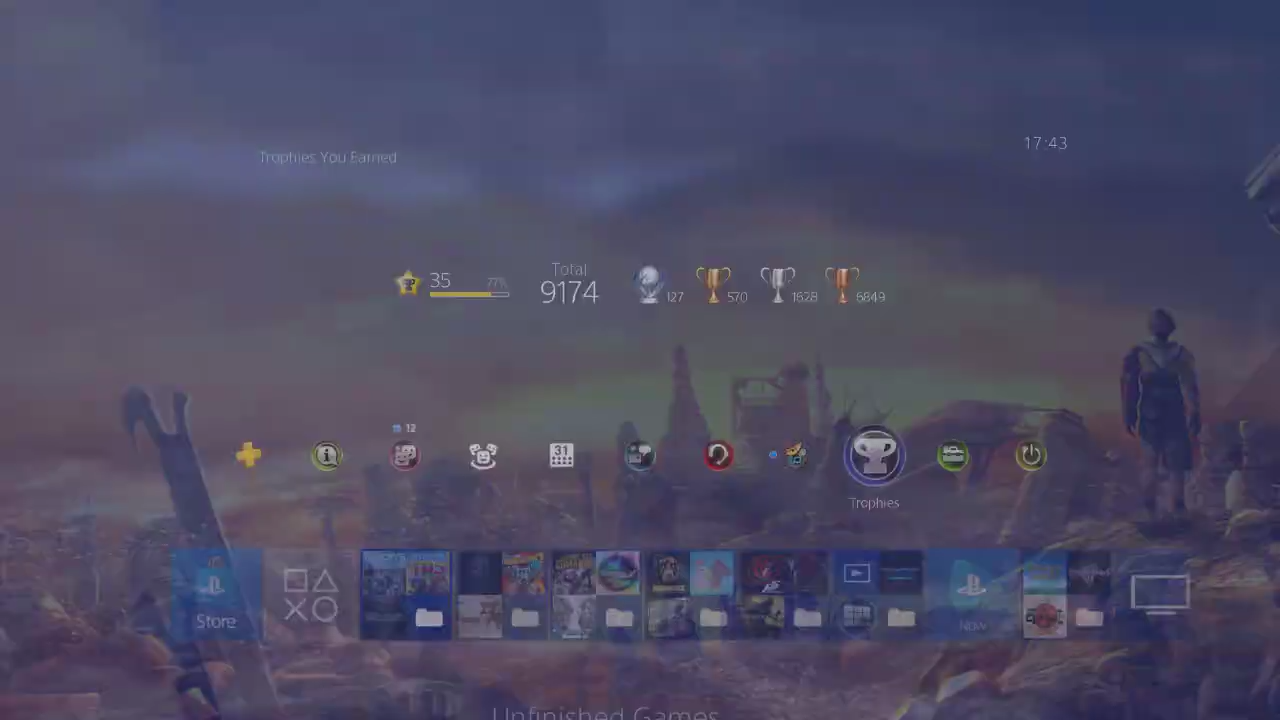 17:43
Trophies You Earned
35 77%
Total
9174
127 570 1628 6849
12
31
Trophies
Store
Now
Unfinished Games